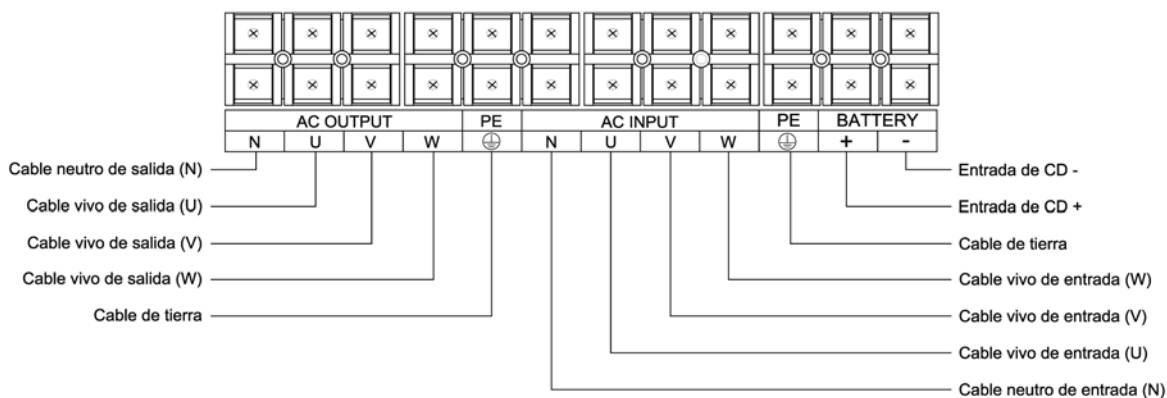 AC OUTPUT PE AC INPUT PE BATTERY
N U V W N U V W + -
Cable neutro de salida (N)
Cable vivo de salida (U)
Cable vivo de salida (V)
Cable vivo de salida (W)
Cable de tierra
Entrada de CD -
Entrada de CD +
Cable de tierra
Cable vivo de entrada (W)
Cable vivo de entrada (V)
Cable vivo de entrada (U)
Cable neutro de entrada (N)